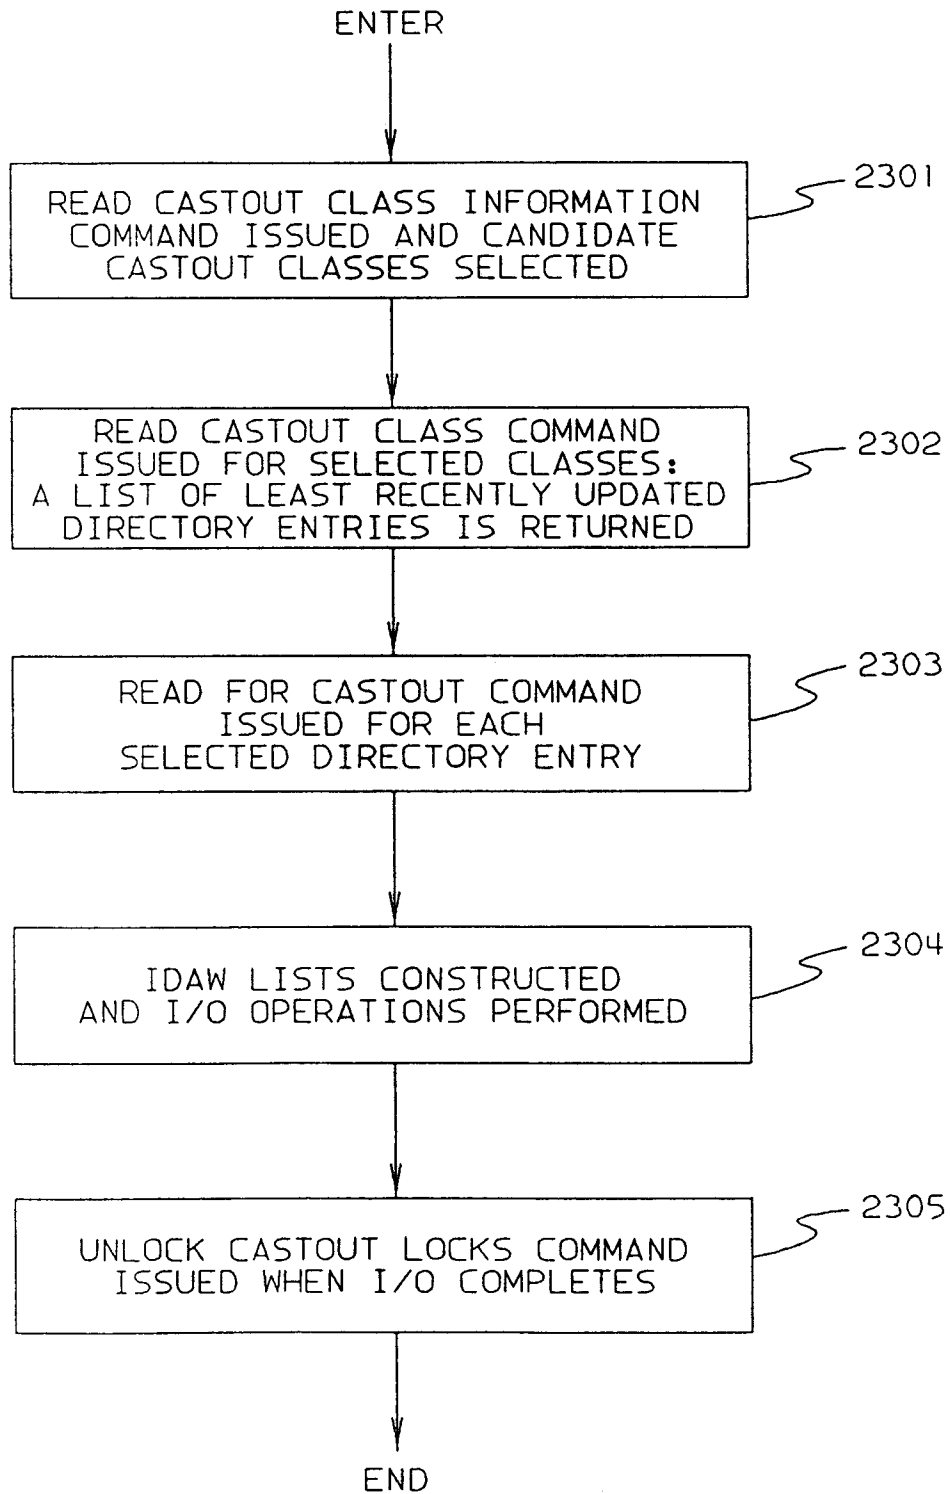 ENTER
READ CASTOUT CLASS INFORMATION
COMMAND ISSUED AND CANDIDATE
CASTOUT CLASSES SELECTED
2301
READ CASTOUT CLASS COMMAND
ISSUED FOR SELECTED CLASSES:
A LIST OF LEAST RECENTLY UPDATED
DIRECTORY ENTRIES IS RETURNED
2302
READ FOR CASTOUT COMMAND
ISSUED FOR EACH
SELECTED DIRECTORY ENTRY
2303
IDAW LISTS CONSTRUCTED
AND I/O OPERATIONS PERFORMED
2304
UNLOCK CASTOUT LOCKS COMMAND
ISSUED WHEN I/O COMPLETES
2305
END